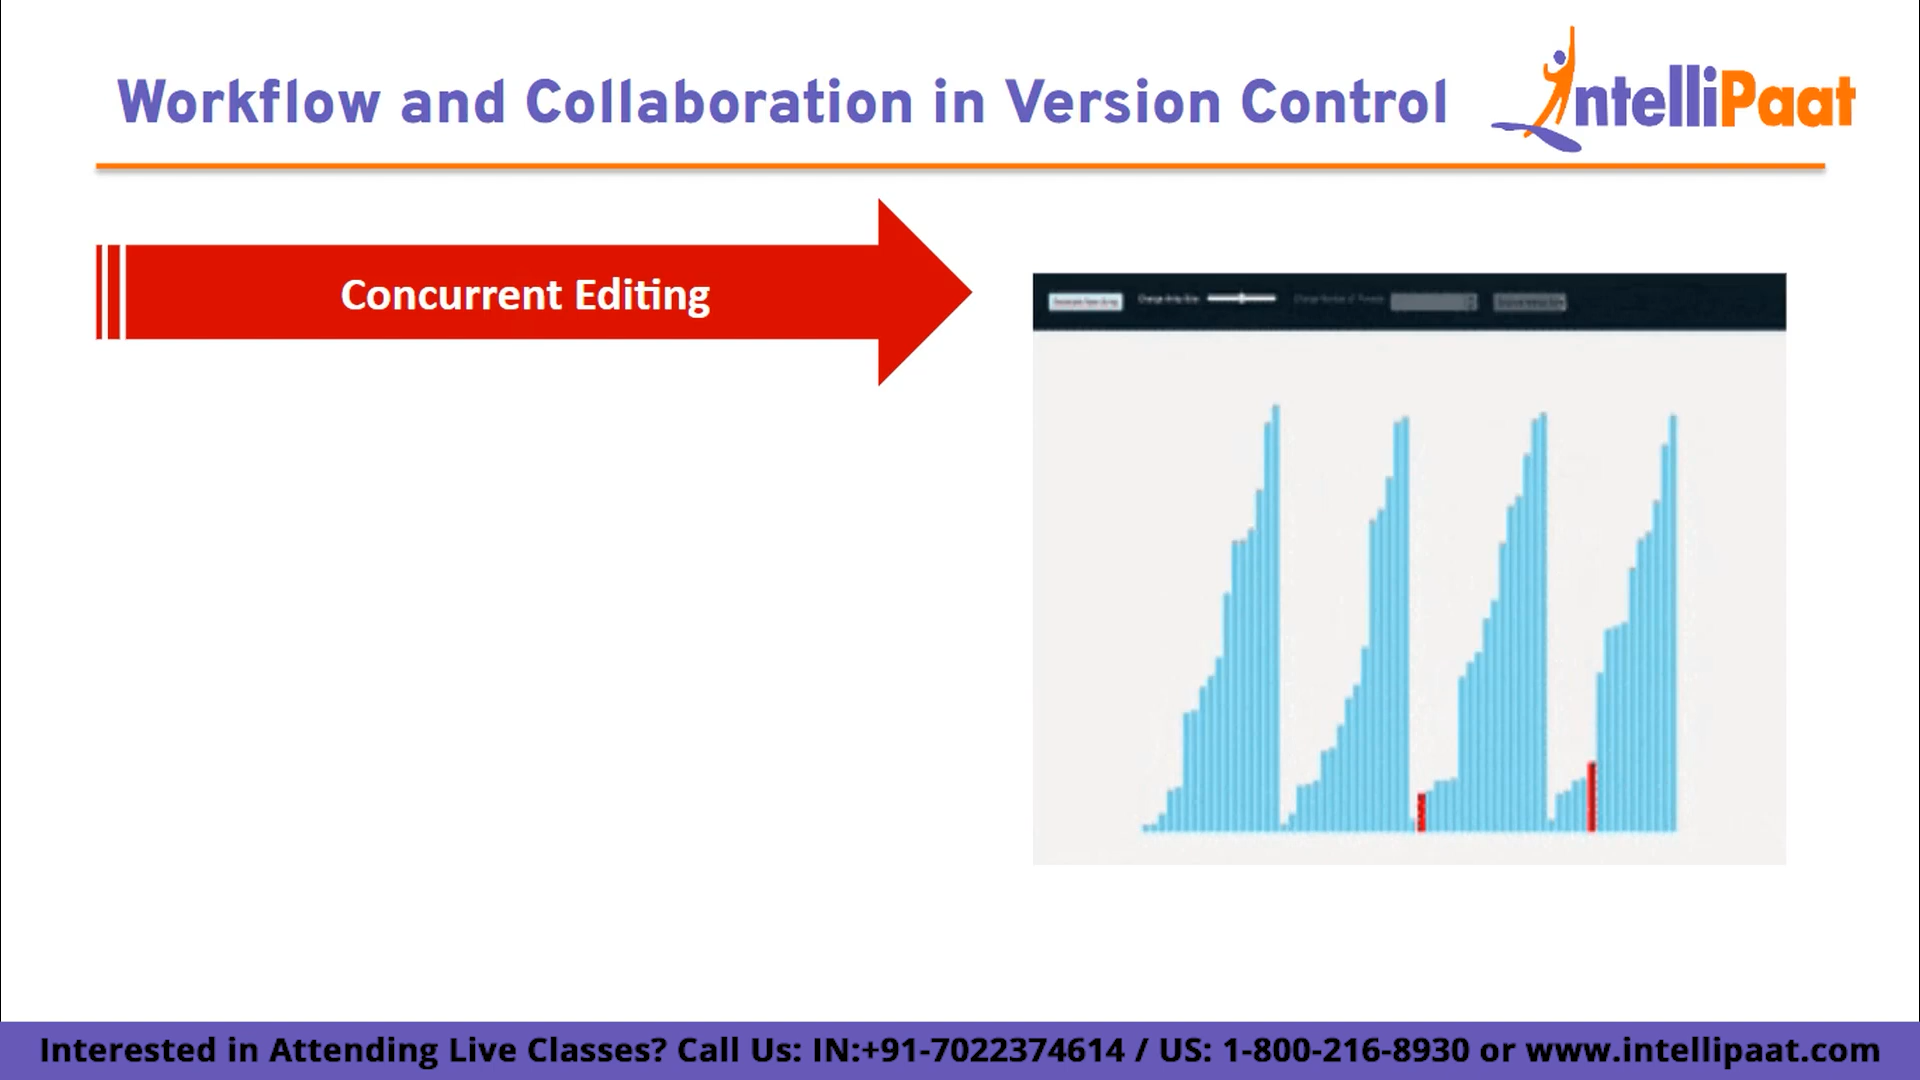 Workflow and Collaboration in Version Control
IntelliPaat
Concurrent Editing
Interested in Attending Live Classes? Call Us: IN:+91-7022374614 / US: 1-800-216-8930 or www.intellipaat.com